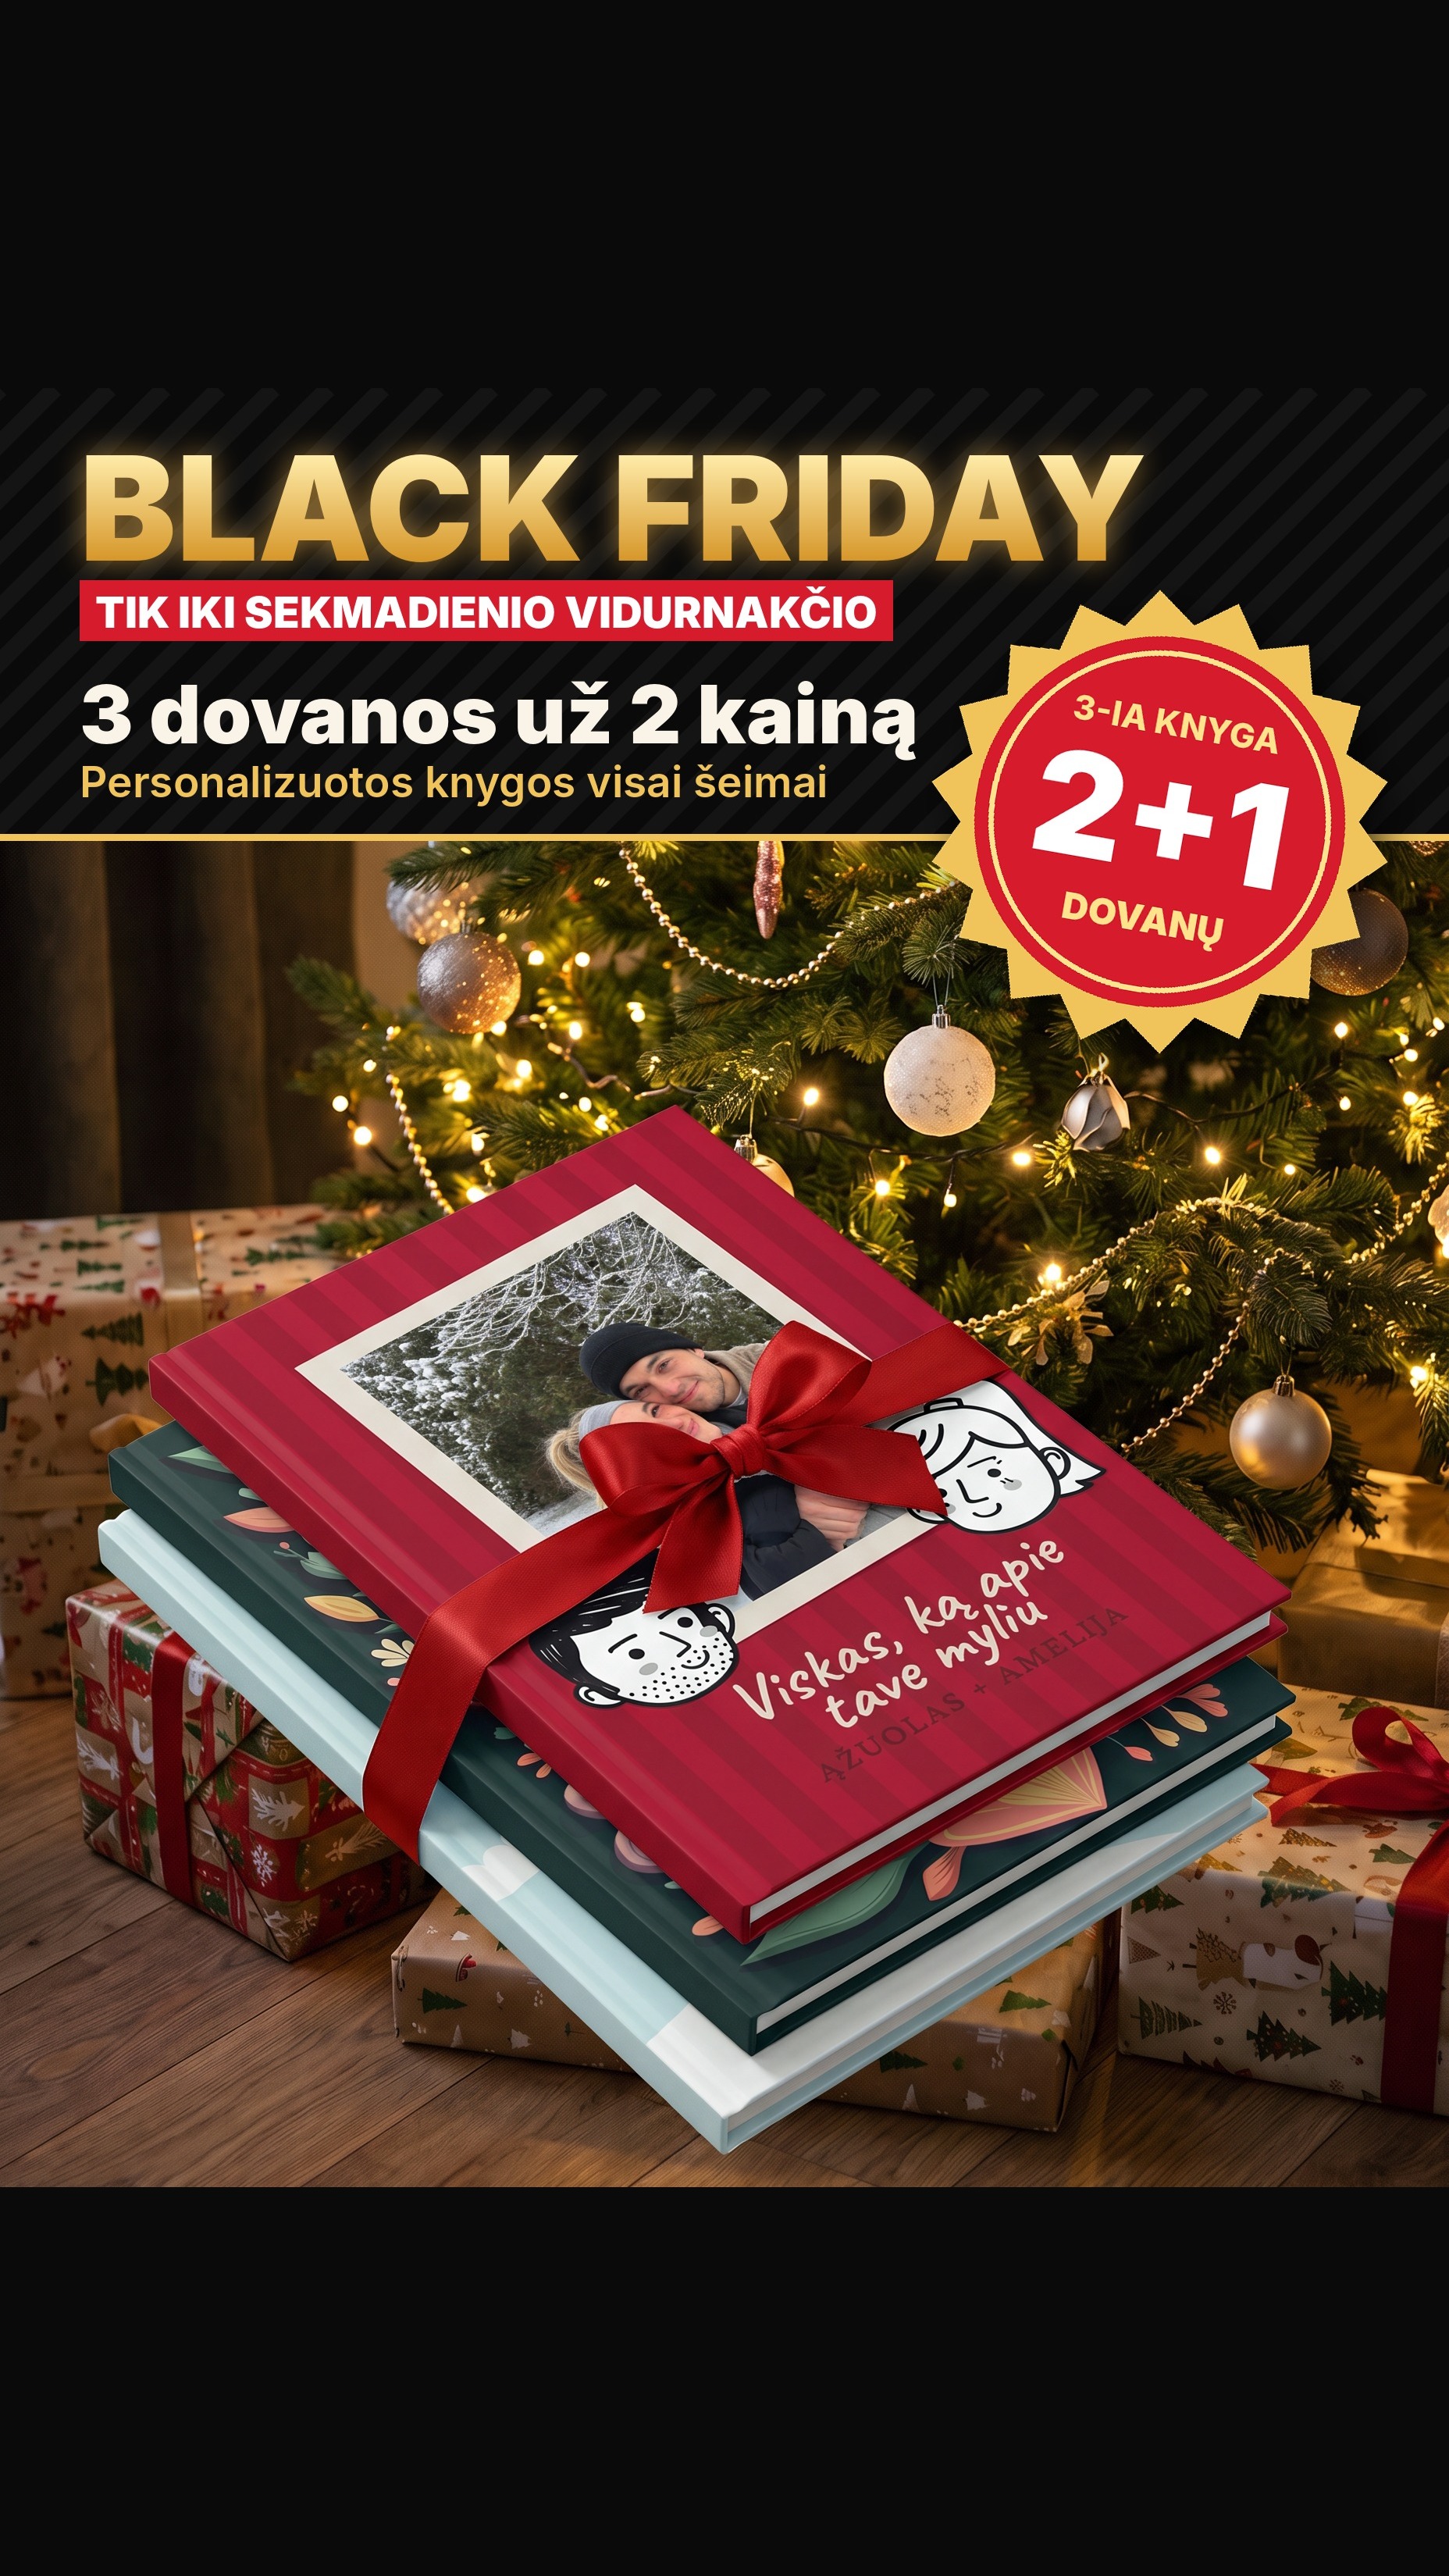 BLACK FRIDAY
TIK IKI SEKMADIENIO VIDURNAKČIO
3 dovanos už 2 kainą
Personalizuotos knygos visai šeimai
3-IA KNYGA
2+1
DOVANŲ
Viskas, ką apie
tave myliu
ĄŽUOLAS + AMELIJA